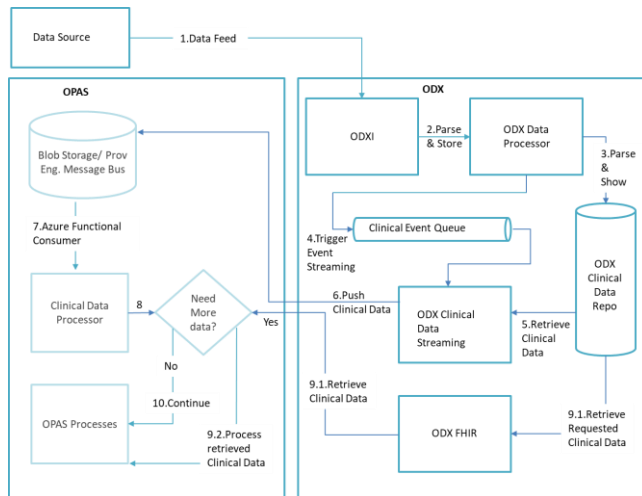 Data Source
1.Data Feed
OPAS
ODX
Blob Storage/ Prov
Eng. Message Bus
ODXI
2.Parse
& Store
ODX Data
Processor
3.Parse
&
Show
7.Azure Functional
Consumer
4.Trigger
Event
Streaming
Clinical Event Queue
ODX
Clinical
Data
Repo
Clinical Data
Processor
8
Need
More
data?
Yes
6.Push
Clinical Data
ODX Clinical
Data
Streaming
5.Retrieve
Clinical
Data
No
10.Continue
OPAS Processes
9.2.Process
retrieved
Clinical Data
9.1.Retrieve
Clinical Data
ODX FHIR
9.1.Retrieve
Requested
Clinical Data